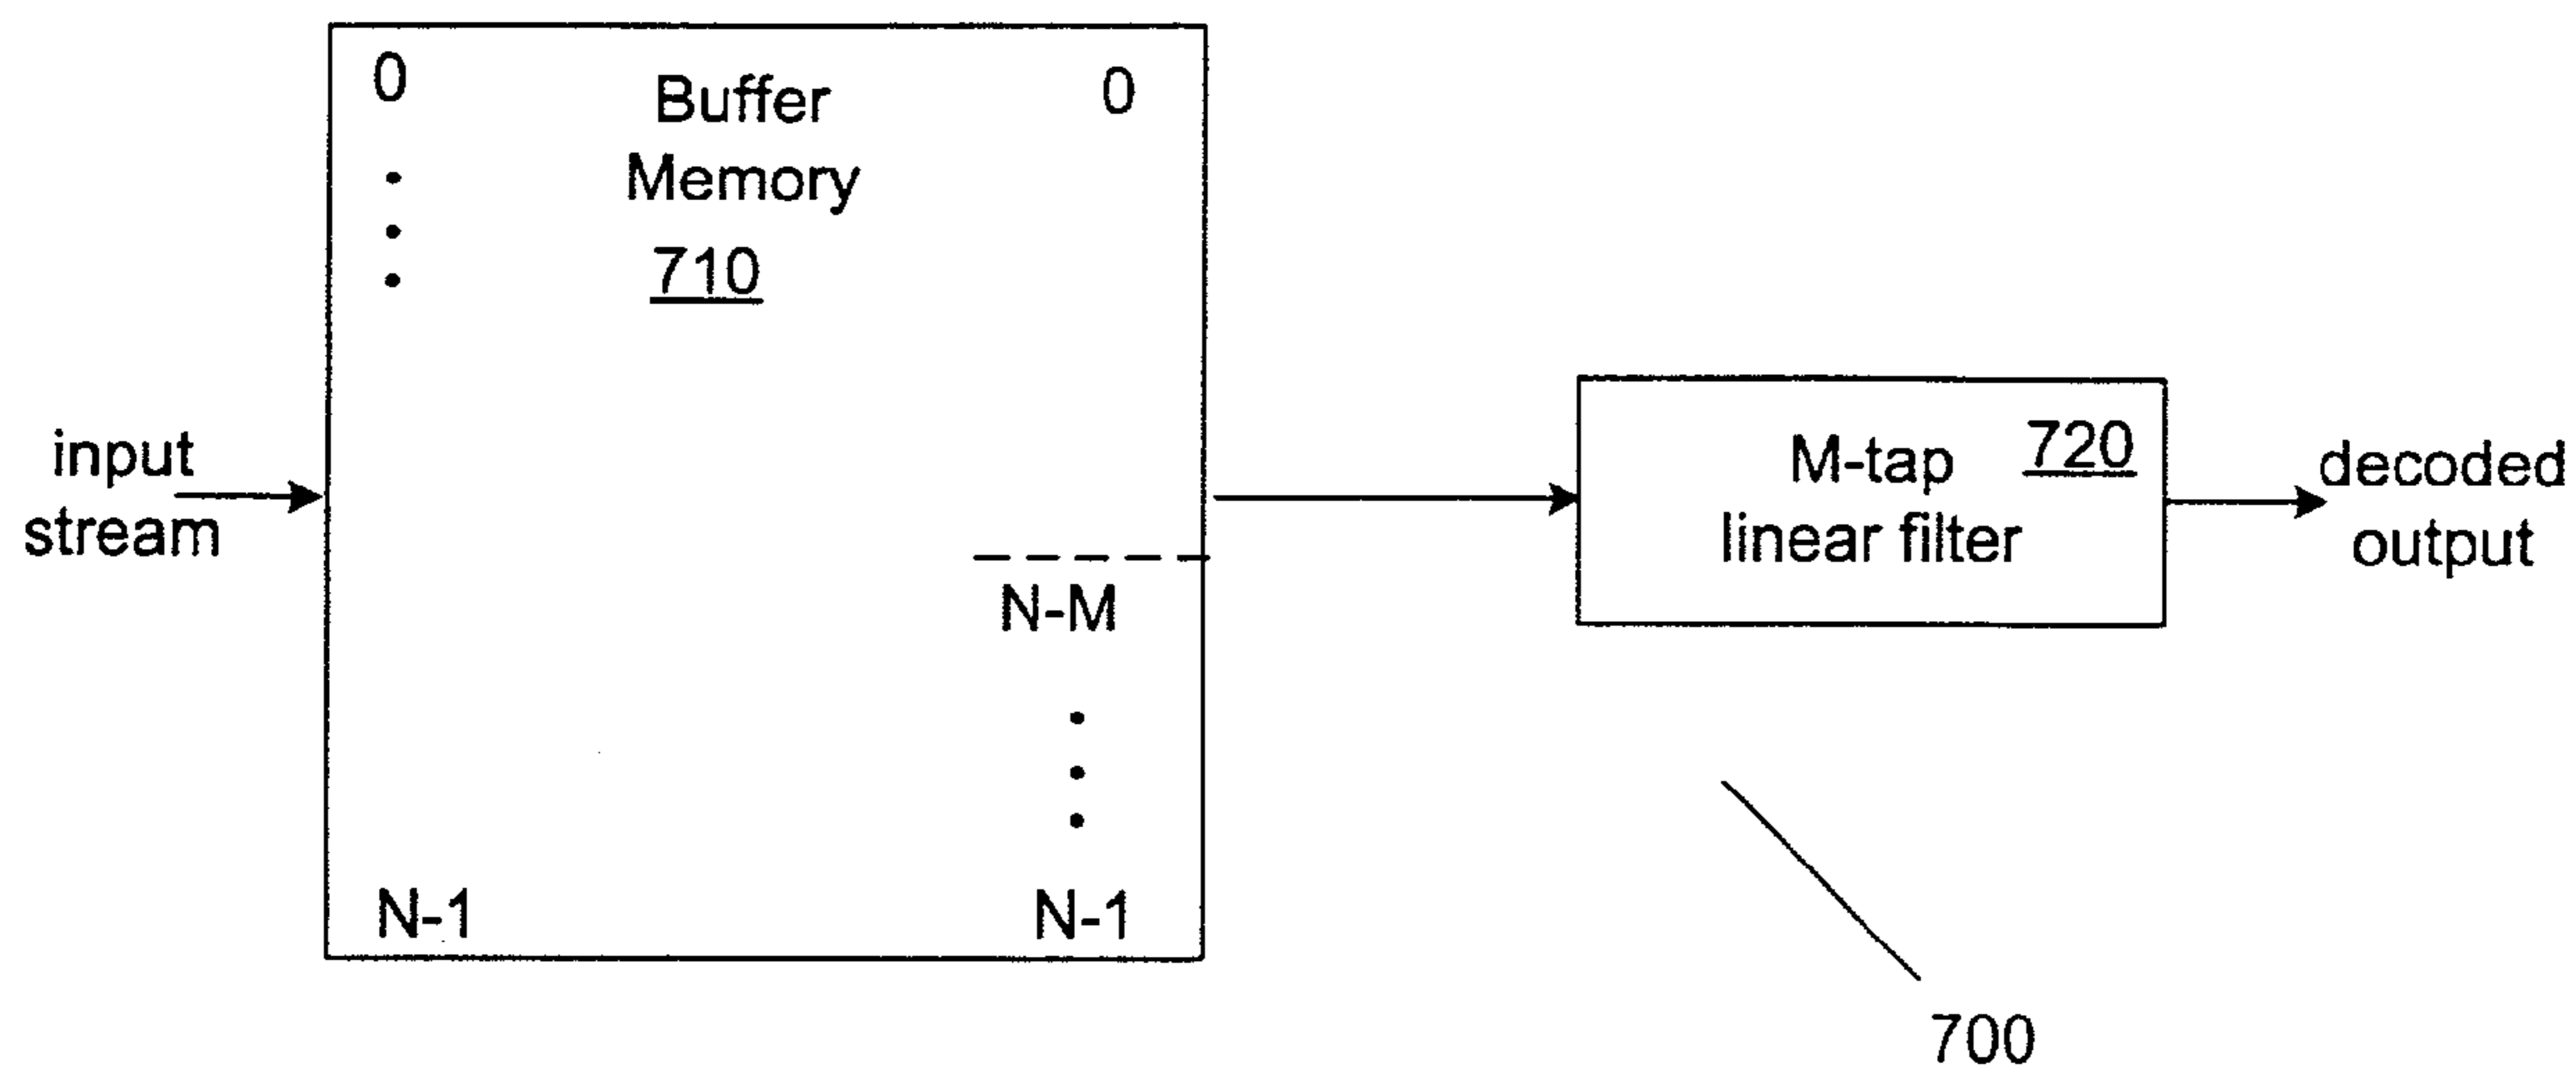 0
0
Buffer
Memory
710
input
stream
N-M
N-1
N-1
M-tap
linear filter
720
decoded
output
700